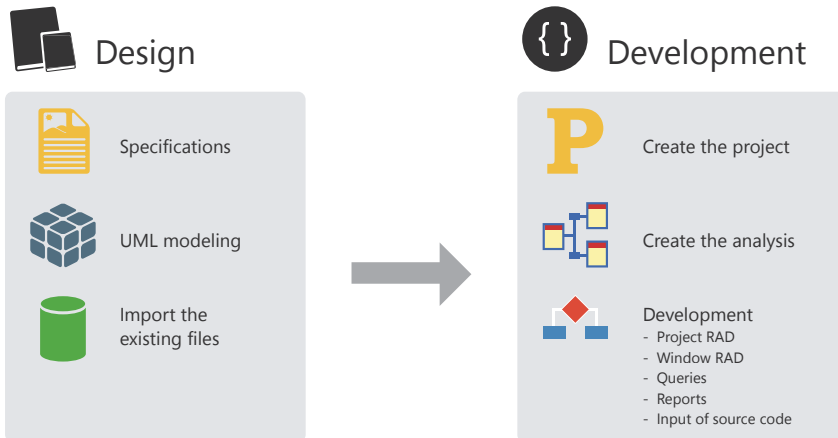 Design
Specifications
UML modeling
Import the
existing files
{ }
Development
P
Create the project
Create the analysis
Development
- Project RAD
- Window RAD
- Queries
- Reports
- Input of source code